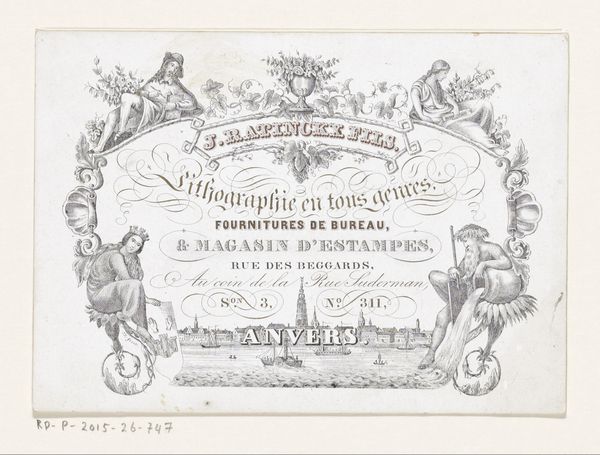 J. RATINCKX FILS,
Lithographie en tous genres,
FOURNITURES DE BUREAU,
& MAGASIN D'ESTAMPES,
RUE DES BEGGARDS,
Au coin de la Rue Suderman,
Son 3, No 311,
ANVERS.
RD-P-2015-26-747